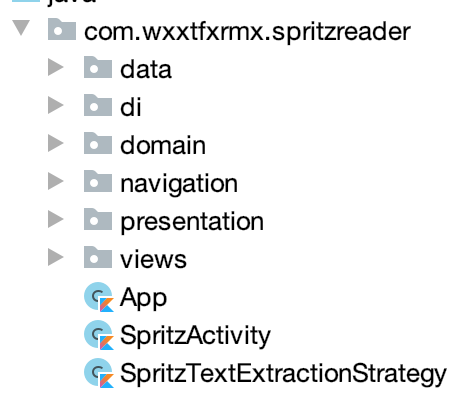 java
com.wxxtfxrmx.spritzreader
data
di
domain
navigation
presentation
views
App
SpritzActivity
SpritzTextExtractionStrategy